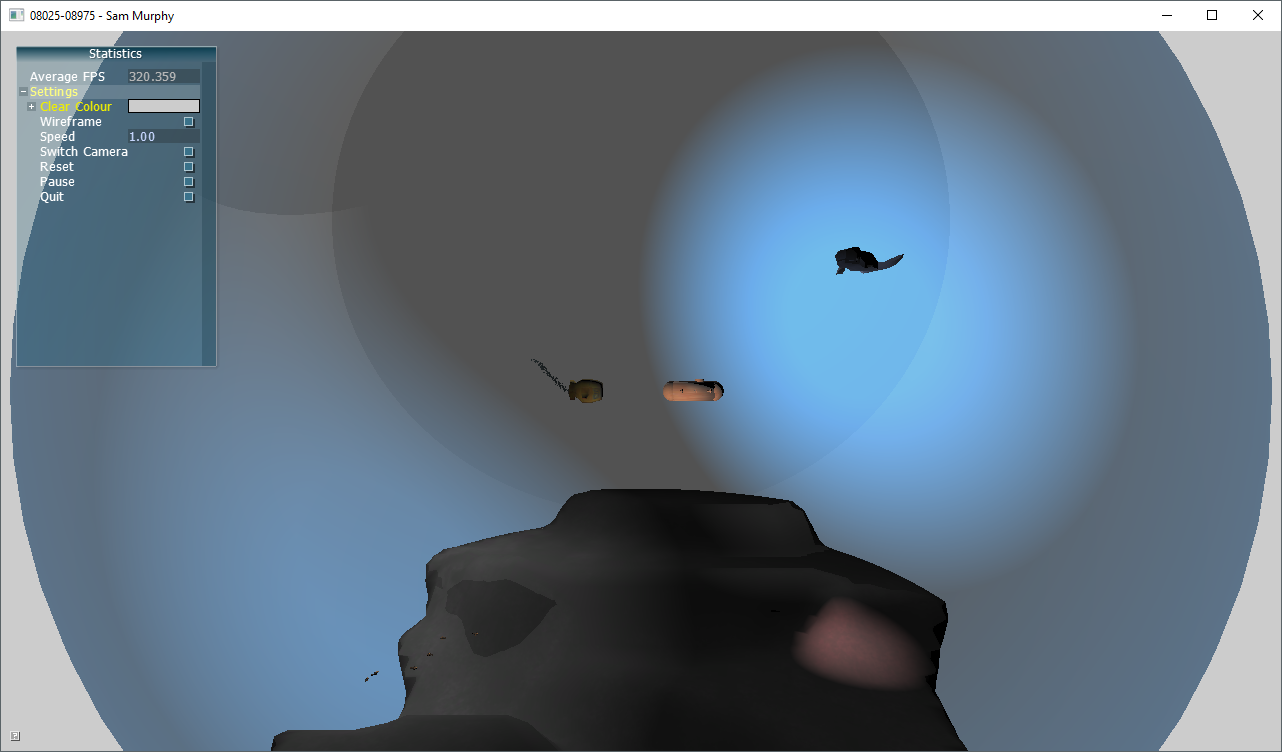 08025-08975 - Sam Murphy
Statistics
Average FPS 320.359
Settings
Clear Colour
Wireframe
Speed 1.00
Switch Camera
Reset
Pause
Quit